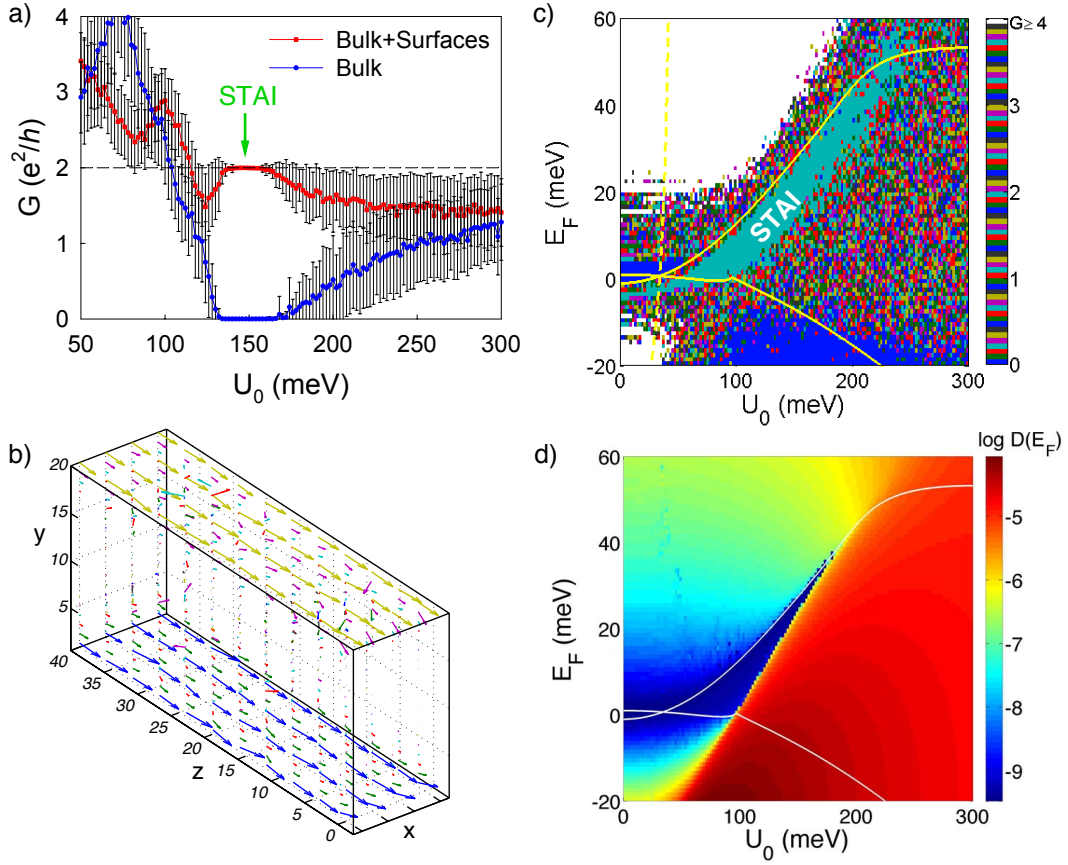 a)
4
3
2
1
0
G (e²/h)
Bulk+Surfaces
Bulk
STAI
50
100
150
200
250
300
U₀ (meV)
b)
20
15
10
5
y
40
35
30
25
20
15
10
5
0
z
x
c)
60
40
20
0
-20
E_F (meV)
STAI
0
100
200
300
U₀ (meV)
G≥ 4
3
2
1
0
d)
log D(E_F)
60
40
20
0
-20
E_F (meV)
0
100
200
300
U₀ (meV)
-5
-6
-7
-8
-9